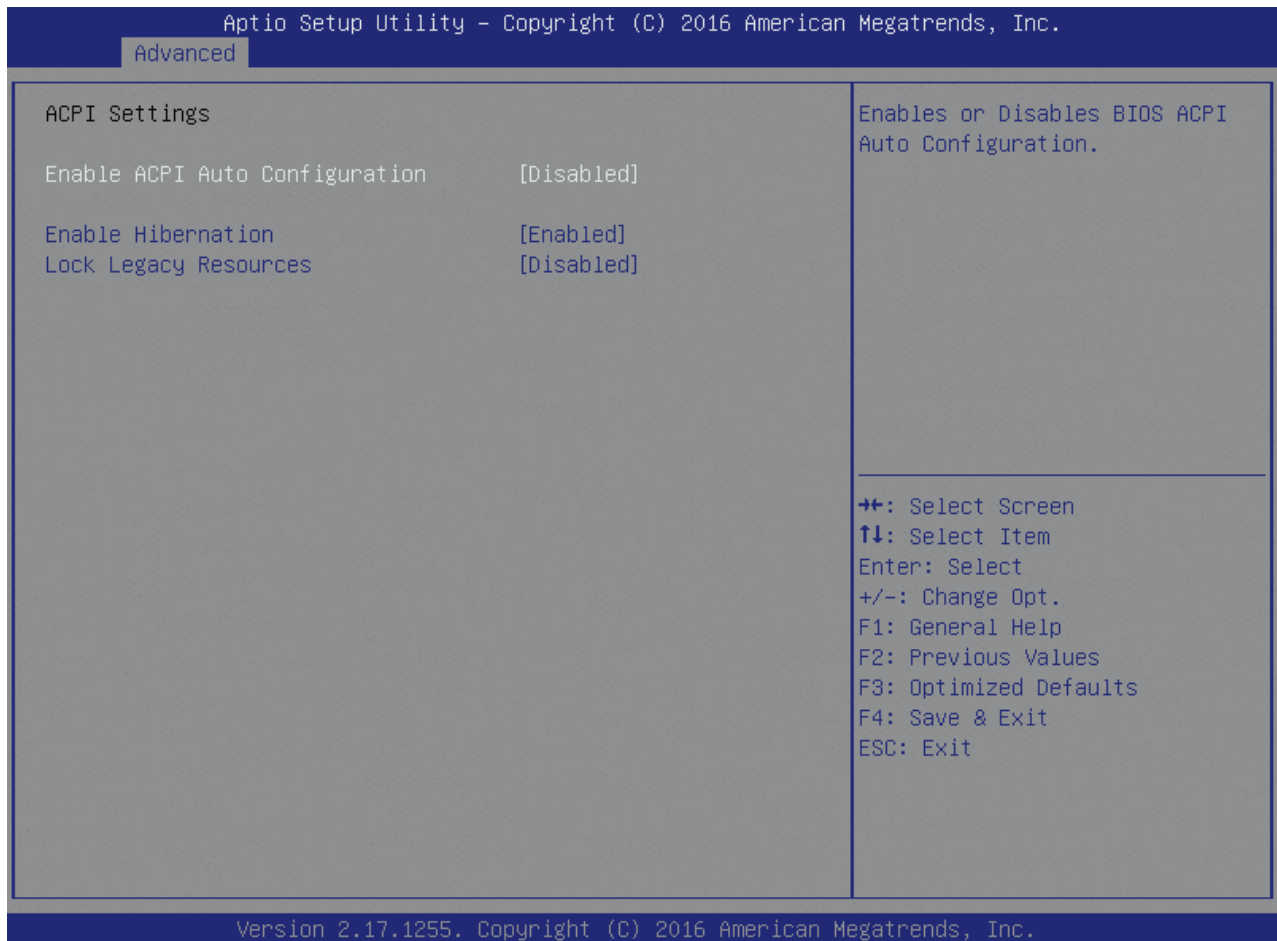 Aptio Setup Utility – Copyright (C) 2016 American Megatrends, Inc.
Advanced
ACPI Settings
Enable ACPI Auto Configuration [Disabled]
Enable Hibernation [Enabled]
Lock Legacy Resources [Disabled]
Enables or Disables BIOS ACPI
Auto Configuration.
→←: Select Screen
↑↓: Select Item
Enter: Select
+/-: Change Opt.
F1: General Help
F2: Previous Values
F3: Optimized Defaults
F4: Save & Exit
ESC: Exit
Version 2.17.1255. Copyright (C) 2016 American Megatrends, Inc.